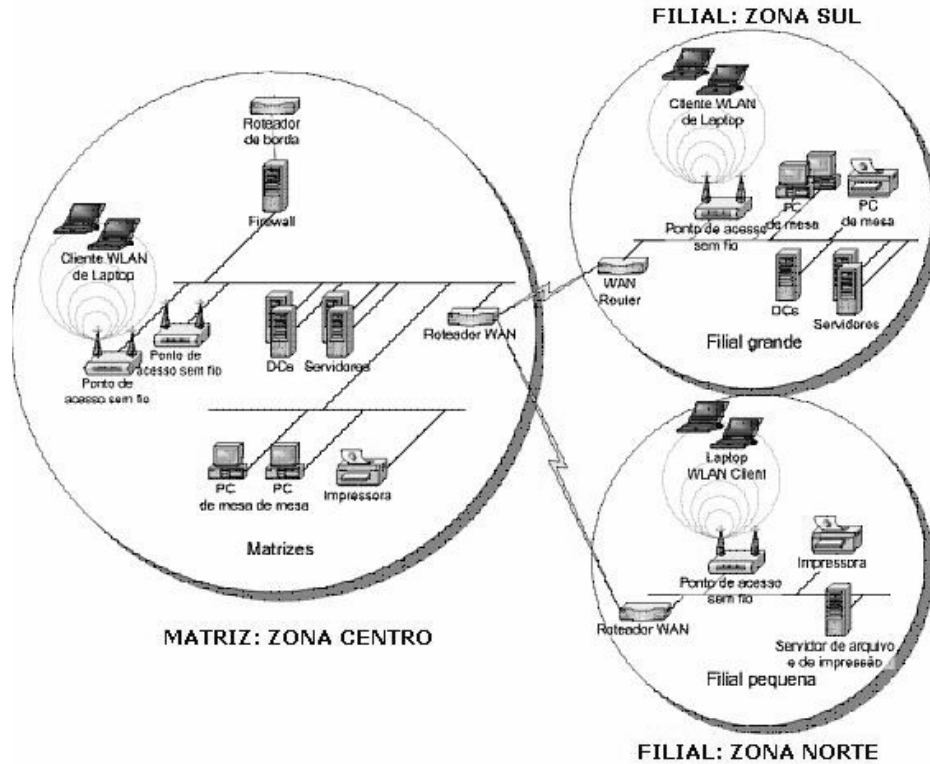 FILIAL: ZONA SUL
Cliente WLAN
de Laptop
PC
de mesa
PC
de mesa
Ponto de acesso
sem fio
WAN
Router
DCs
Servidores
Filial grande
Roteador
de borda
Firewall
Cliente WLAN
de Laptop
Ponto de
acesso sem fio
Ponto de
acesso sem fio
DCs
Servidores
Roteador WAN
PC
de mesa
PC
de mesa
Impressora
Matrizes
MATRIZ: ZONA CENTRO
Laptop
WLAN Client
Ponto de acesso
sem fio
Impressora
Roteador WAN
Servidor de arquivo
e de impressão
Filial pequena
FILIAL: ZONA NORTE